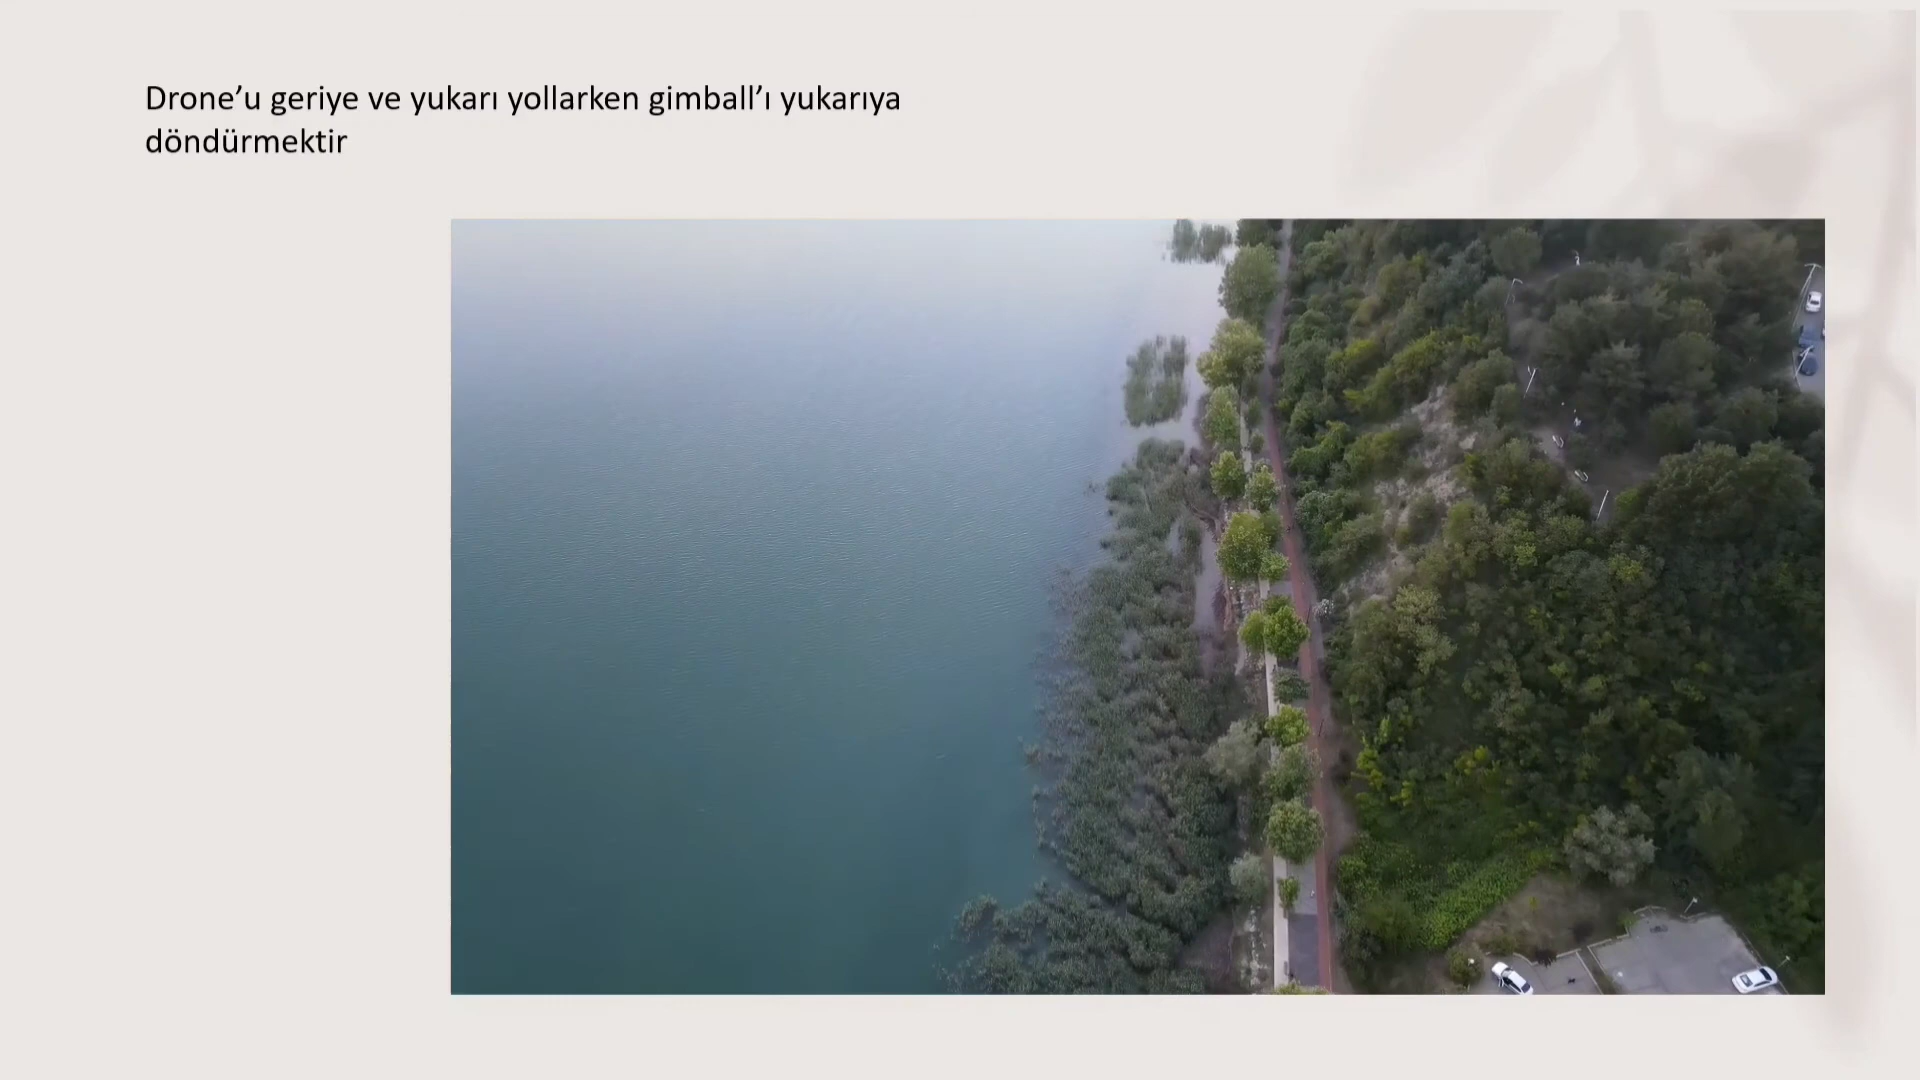 Drone’u geriye ve yukarı yollarken gimball’ı yukarıya
döndürmektir